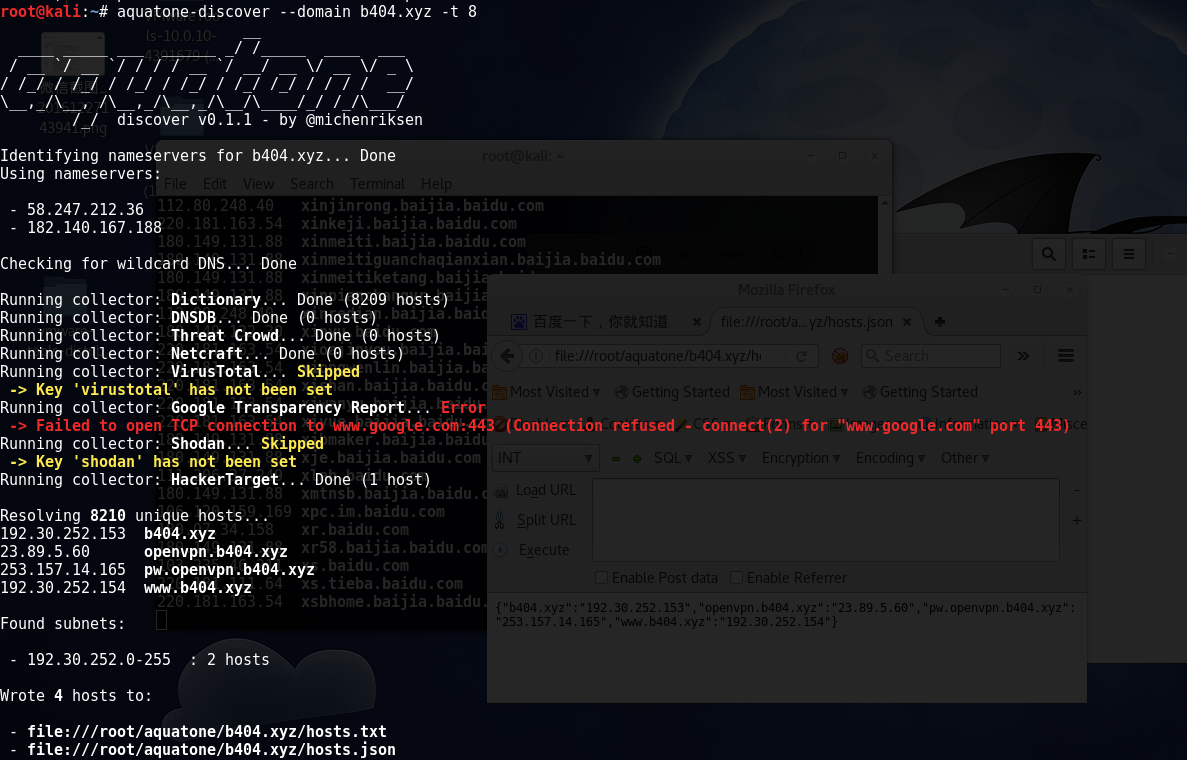 root@kali:~# aquatone-discover --domain b404.xyz -t 8
discover v0.1.1 - by @michenriksen
Identifying nameservers for b404.xyz... Done
Using nameservers:
- 58.247.212.36
- 182.140.167.188
Checking for wildcard DNS... Done
Running collector: Dictionary... Done (8209 hosts)
Running collector: DNSDB... Done (0 hosts)
Running collector: Threat Crowd... Done (0 hosts)
Running collector: Netcraft... Done (0 hosts)
Running collector: VirusTotal... Skipped
-> Key 'virustotal' has not been set
Running collector: Google Transparency Report... Error
-> Failed to open TCP connection to www.google.com:443 (Connection refused - connect(2) for "www.google.com" port 443)
Running collector: Shodan... Skipped
-> Key 'shodan' has not been set
Running collector: HackerTarget... Done (1 host)
Resolving 8210 unique hosts...
192.30.252.153 b404.xyz
23.89.5.60 openvpn.b404.xyz
253.157.14.165 pw.openvpn.b404.xyz
192.30.252.154 www.b404.xyz
Found subnets:
- 192.30.252.0-255 : 2 hosts
Wrote 4 hosts to:
- file:///root/aquatone/b404.xyz/hosts.txt
- file:///root/aquatone/b404.xyz/hosts.json
root@kali: ~
File Edit View Search Terminal Help
112.80.248.40 xinjinrong.baijia.baidu.com
220.181.163.54 xinkeji.baijia.baidu.com
180.149.131.88 xinmeiti.baijia.baidu.com
xinmeitiguanchaqianxian.baijia.baidu.com
180.149.131.88 xinmeitiketang.baijia
180.149.131.88 xmtnsb.baijia.baidu.
xpc.im.baidu.com
xr.baidu.com
xr58.baijia.baidu
xs.baidu.com
xs.tieba.baidu.com
220.181.163.54 xsbhome.baijia.baidu.
Mozilla Firefox
百度一下，你就知道
file:///root/a...yz/hosts.json
file:///root/aquatone/b404.xyz/h
Search
Most Visited Getting Started Most Visited Getting Started
INT SQL XSS Encryption Encoding Other
Load URL
Split URL
Execute
Enable Post data Enable Referrer
{"b404.xyz":"192.30.252.153","openvpn.b404.xyz":"23.89.5.60","pw.openvpn.b404.xyz":
"253.157.14.165","www.b404.xyz":"192.30.252.154"}